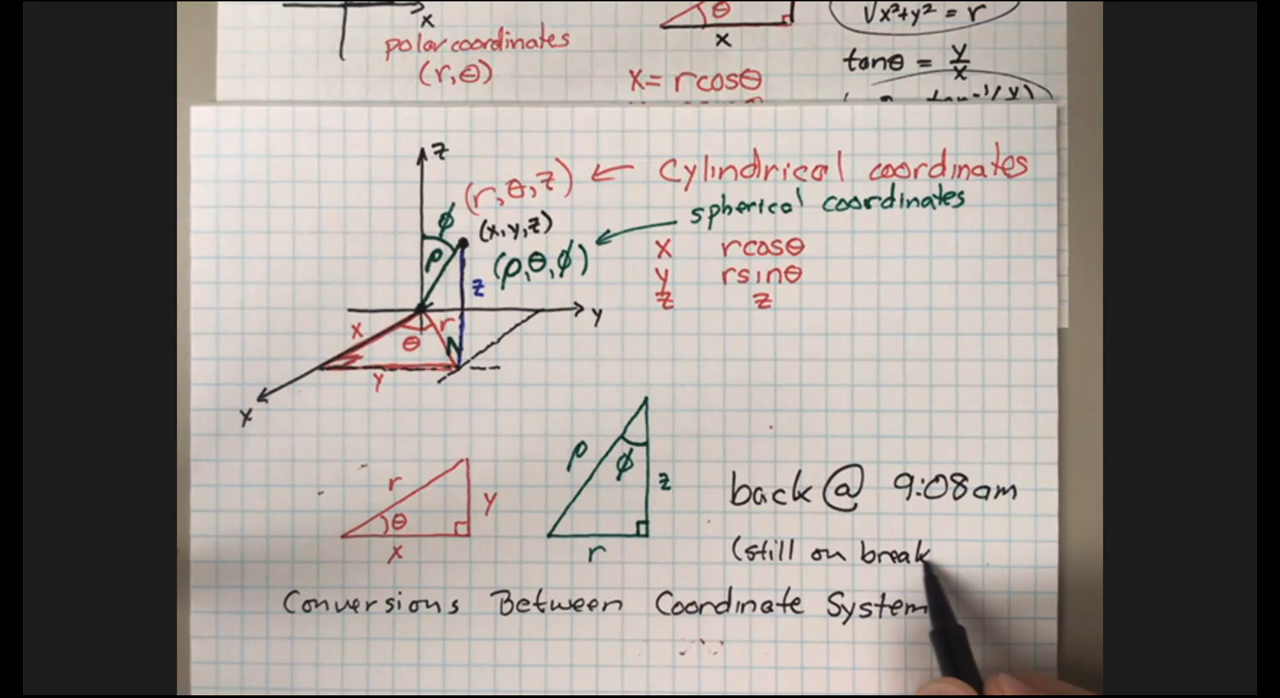 x
polar coordinates
(r, θ)
θ
x
x = rcosθ
√x²+y² = r
tanθ = y/x
z
(r, θ, z) ← Cylindrical coordinates
spherical coordinates
ϕ
(x, y, z)
ρ
(ρ, θ, ϕ)
x rcosθ
y rsinθ
z z
z
y
x
r
θ
y
x
r
θ
y
x
ρ
ϕ
z
r
back @ 9:08am
(still on break
Conversions Between Coordinate System